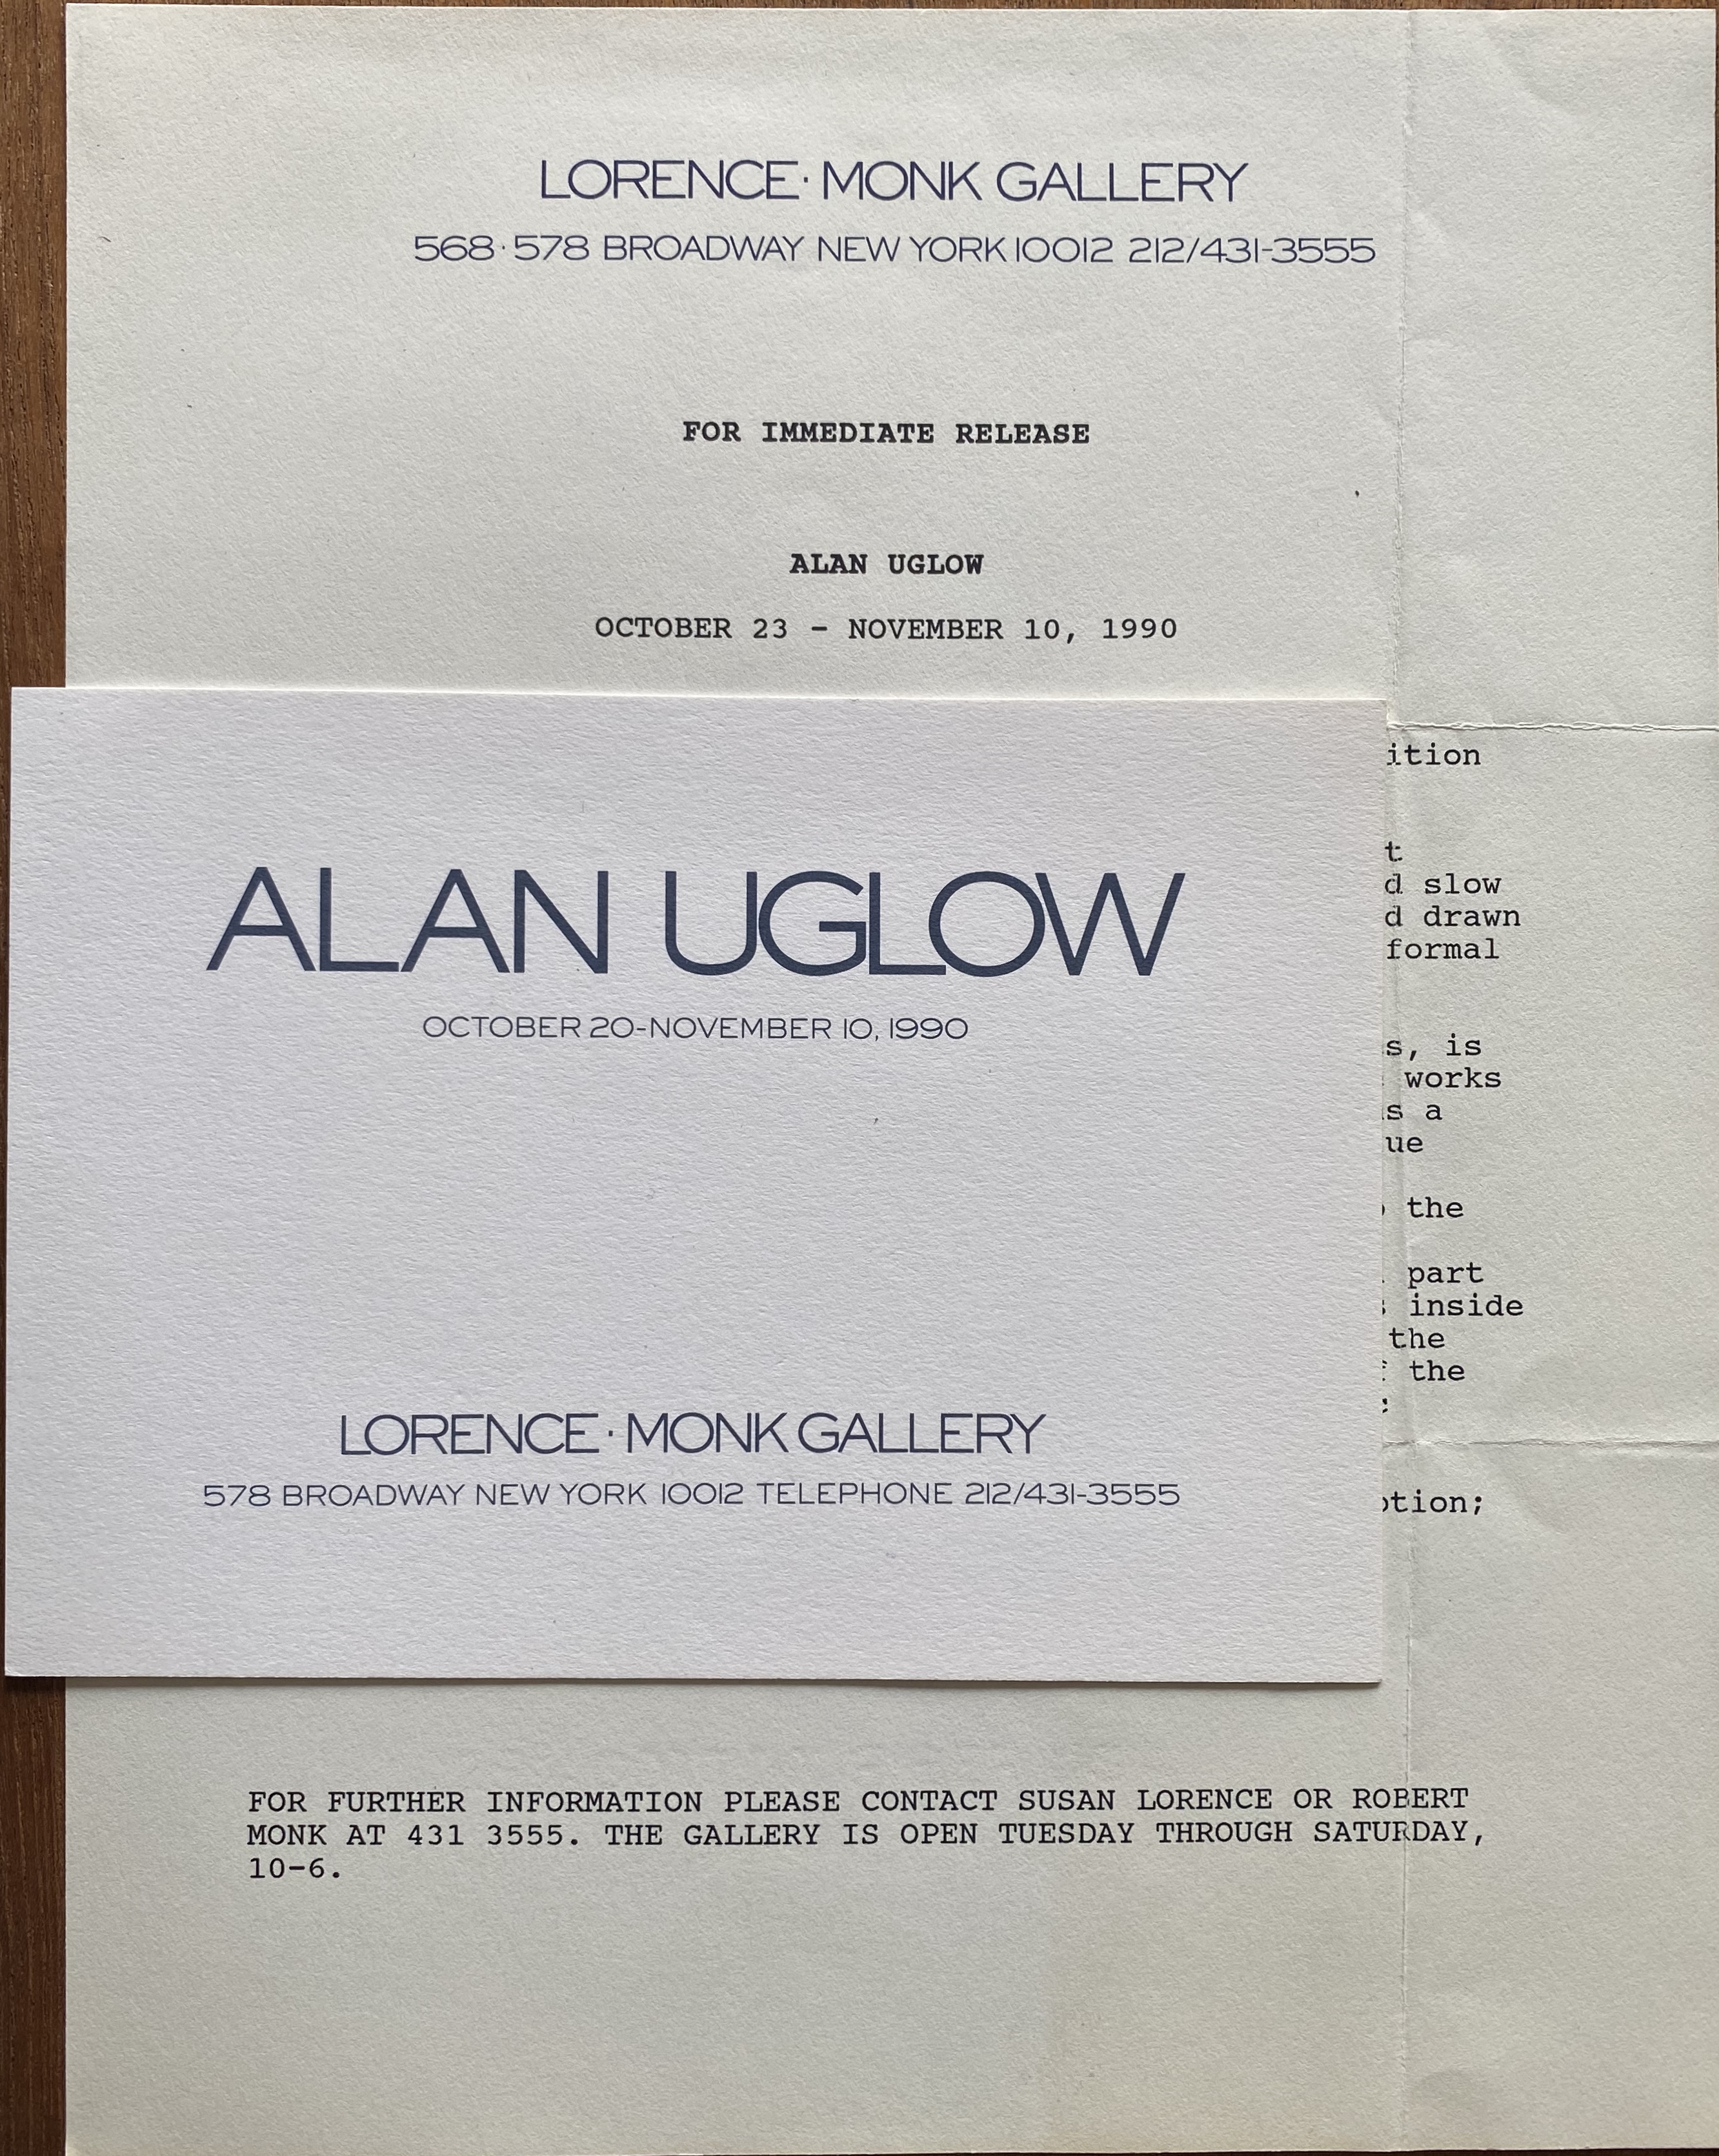 LORENCE · MONK GALLERY
568 · 578 BROADWAY NEW YORK 10012 212/431-3555
FOR IMMEDIATE RELEASE
ALAN UGLOW
OCTOBER 23 - NOVEMBER 10, 1990
ALAN UGLOW
OCTOBER 20-NOVEMBER 10, 1990
LORENCE · MONK GALLERY
578 BROADWAY NEW YORK 10012 TELEPHONE 212/431-3555
slow
drawn
formal
is
works
a
the
part
inside
the
the
FOR FURTHER INFORMATION PLEASE CONTACT SUSAN LORENCE OR ROBERT
MONK AT 431 3555. THE GALLERY IS OPEN TUESDAY THROUGH SATURDAY,
10-6.